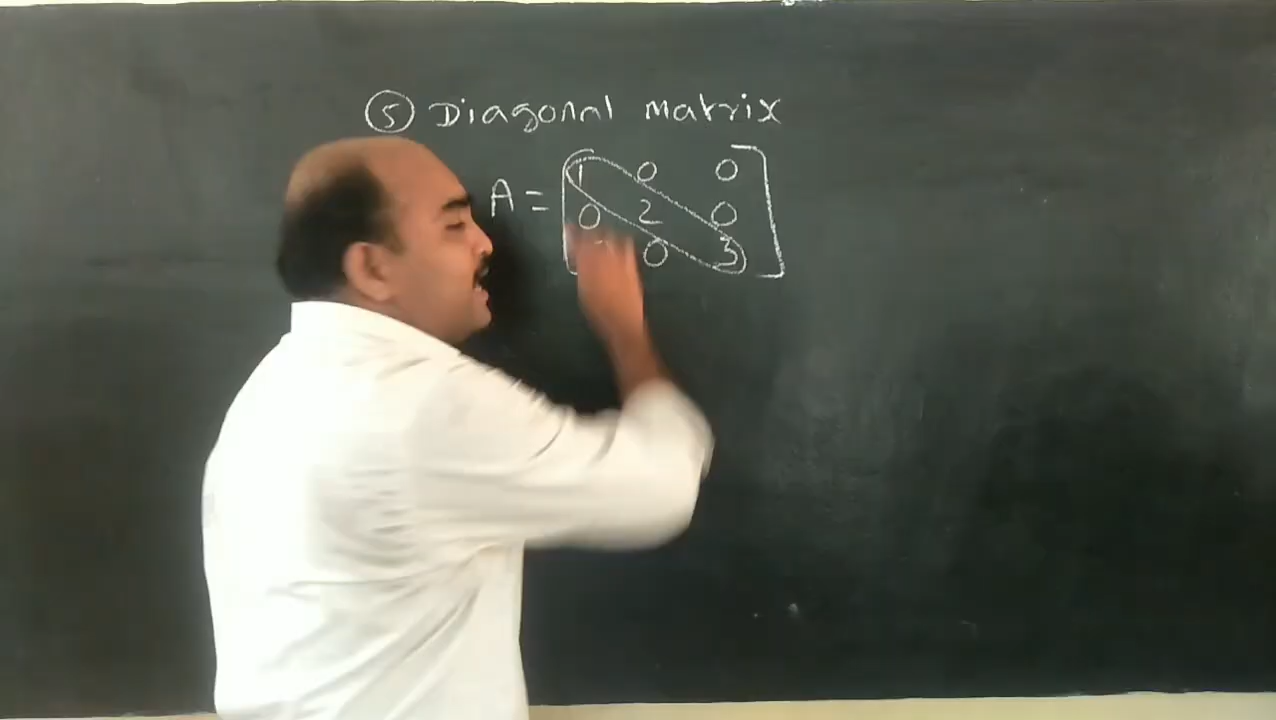 ⑤ Diagonal Matrix
A = [1 0 0
0 2 0
0 3]